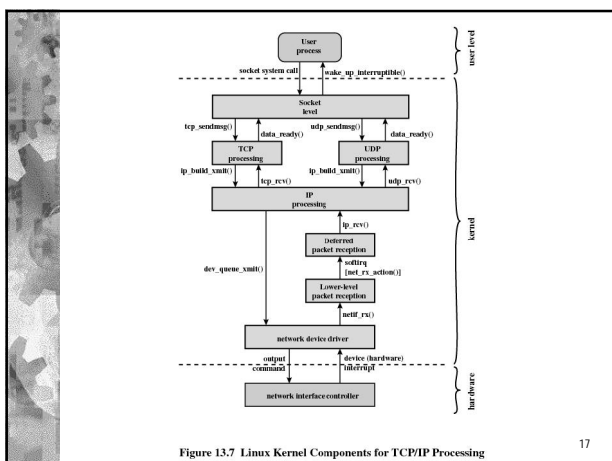 User
process
user level
socket system call
wake_up_interruptible()
Socket
level
tcp_sendmsg()
data_ready()
udp_sendmsg()
data_ready()
TCP
processing
UDP
processing
ip_build_xmit()
tcp_rcv()
ip_build_xmit()
udp_rcv()
IP
processing
kernel
ip_rcv()
Deferred
packet reception
dev_queue_xmit()
softirq
[net_rx_action()]
Lower-level
packet reception
netif_rx()
network device driver
output
command
device (hardware)
interrupt
network interface controller
hardware
Figure 13.7 Linux Kernel Components for TCP/IP Processing
17